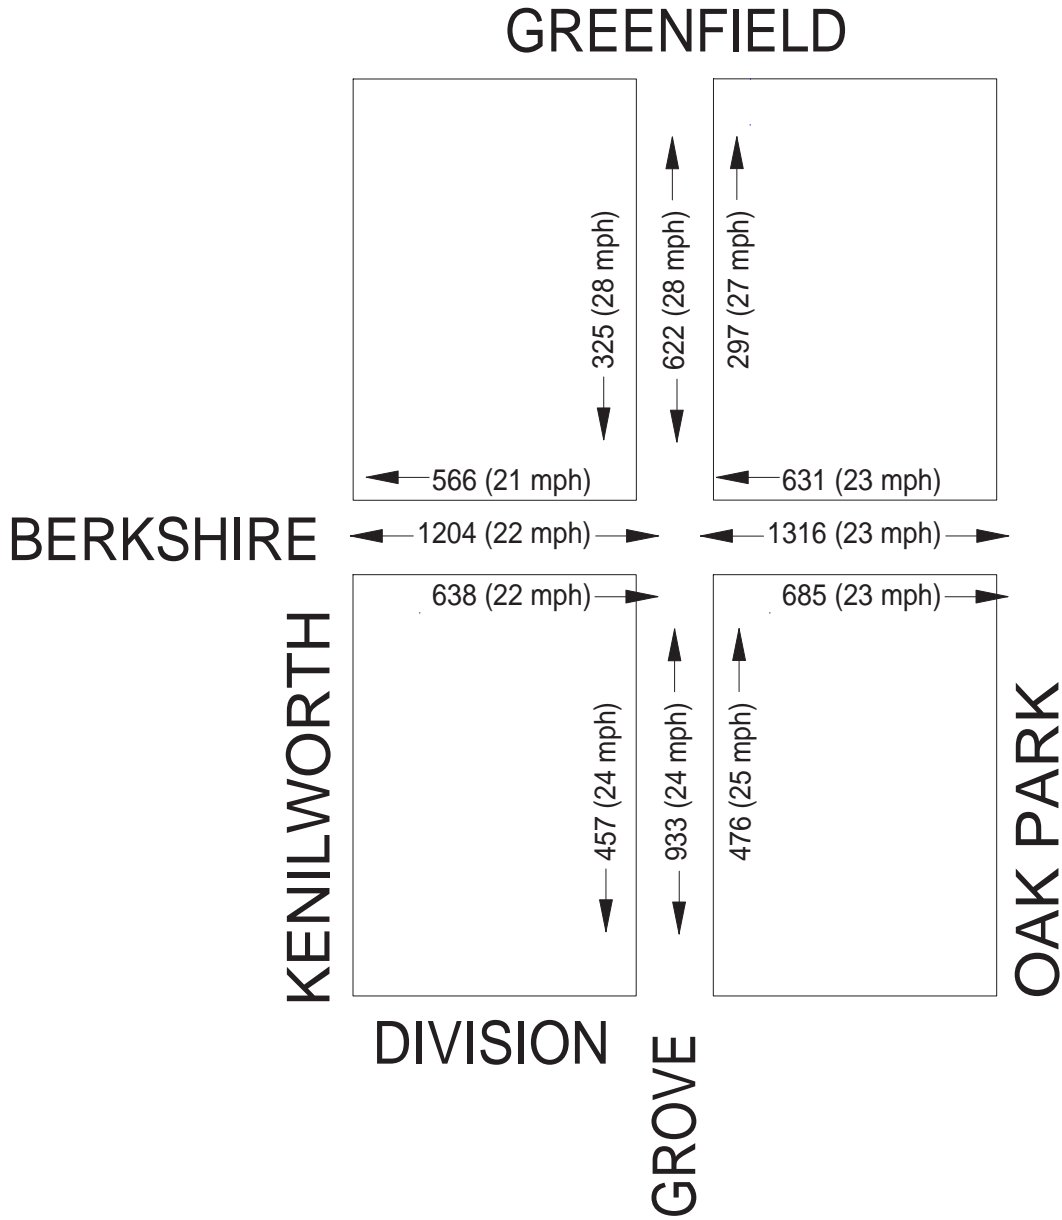 GREENFIELD
325 (28 mph)
622 (28 mph)
297 (27 mph)
566 (21 mph)
631 (23 mph)
BERKSHIRE
1204 (22 mph)
1316 (23 mph)
638 (22 mph)
685 (23 mph)
KENILWORTH
457 (24 mph)
933 (24 mph)
476 (25 mph)
OAK PARK
DIVISION
GROVE